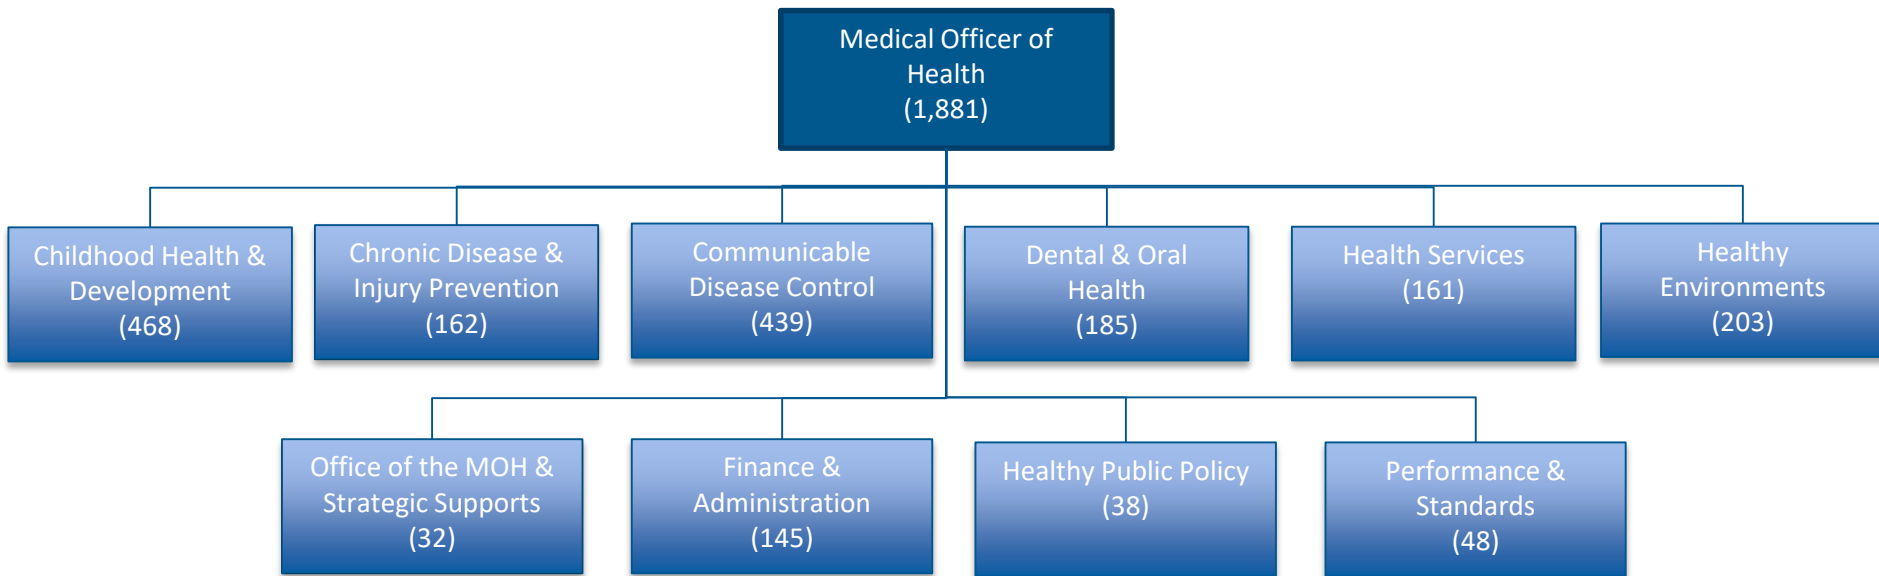 Medical Officer of
Health
(1,881)
Childhood Health &
Development
(468)
Chronic Disease &
Injury Prevention
(162)
Communicable
Disease Control
(439)
Dental & Oral
Health
(185)
Health Services
(161)
Healthy
Environments
(203)
Office of the MOH &
Strategic Supports
(32)
Finance &
Administration
(145)
Healthy Public Policy
(38)
Performance &
Standards
(48)